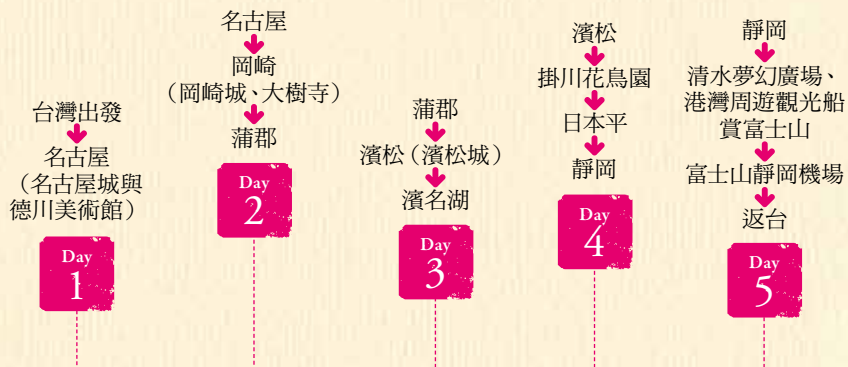 台灣出發
名古屋
（名古屋城與
德川美術館）
Day
1
名古屋
岡崎
（岡崎城、大樹寺）
蒲郡
Day
2
蒲郡
濱松（濱松城）
濱名湖
Day
3
濱松
掛川花鳥園
日本平
靜岡
Day
4
靜岡
清水夢幻廣場、
港灣周遊觀光船
賞富士山
富士山靜岡機場
返台
Day
5